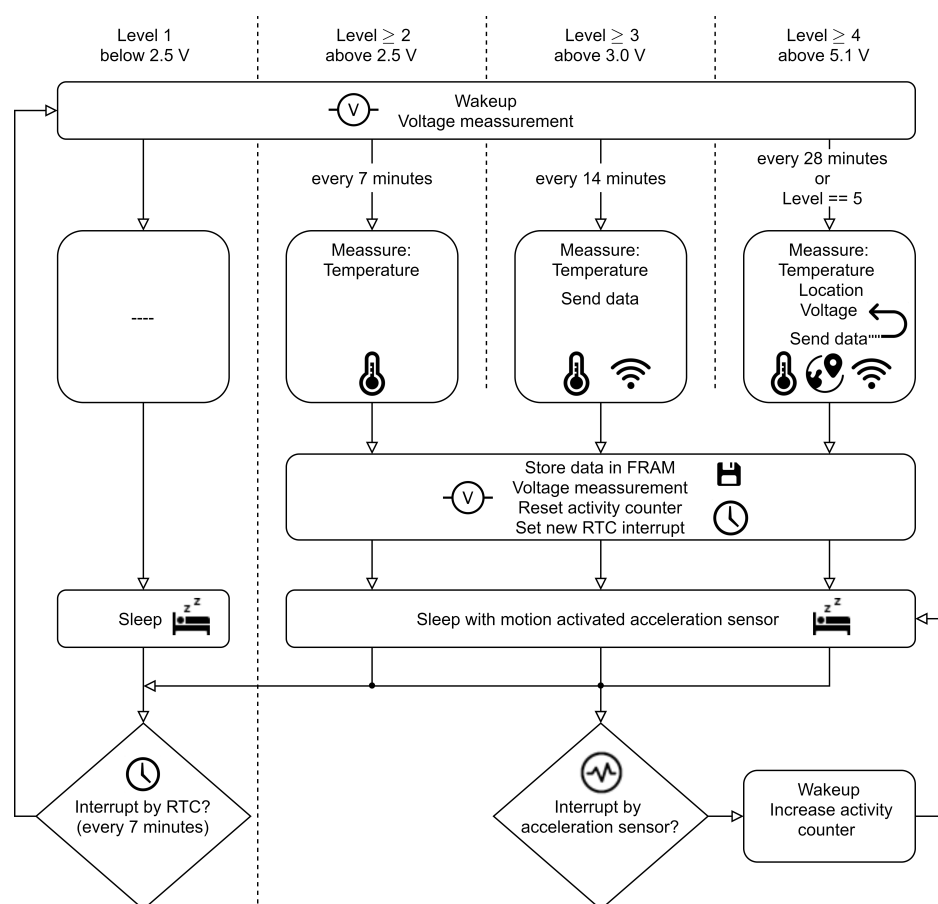 Level 1
below 2.5 V
Level ≥ 2
above 2.5 V
Level ≥ 3
above 3.0 V
Level ≥ 4
above 5.1 V
V
Wakeup
Voltage meassurement
every 7 minutes
every 14 minutes
every 28 minutes
or
Level == 5
----
Meassure:
Temperature
Meassure:
Temperature
Send data
Meassure:
Temperature
Location
Voltage
Send data
V
Store data in FRAM
Voltage meassurement
Reset activity counter
Set new RTC interrupt
Sleep
z z
Sleep with motion activated acceleration sensor
z z
Interrupt by RTC?
(every 7 minutes)
Interrupt by
acceleration sensor?
Wakeup
Increase activity
counter